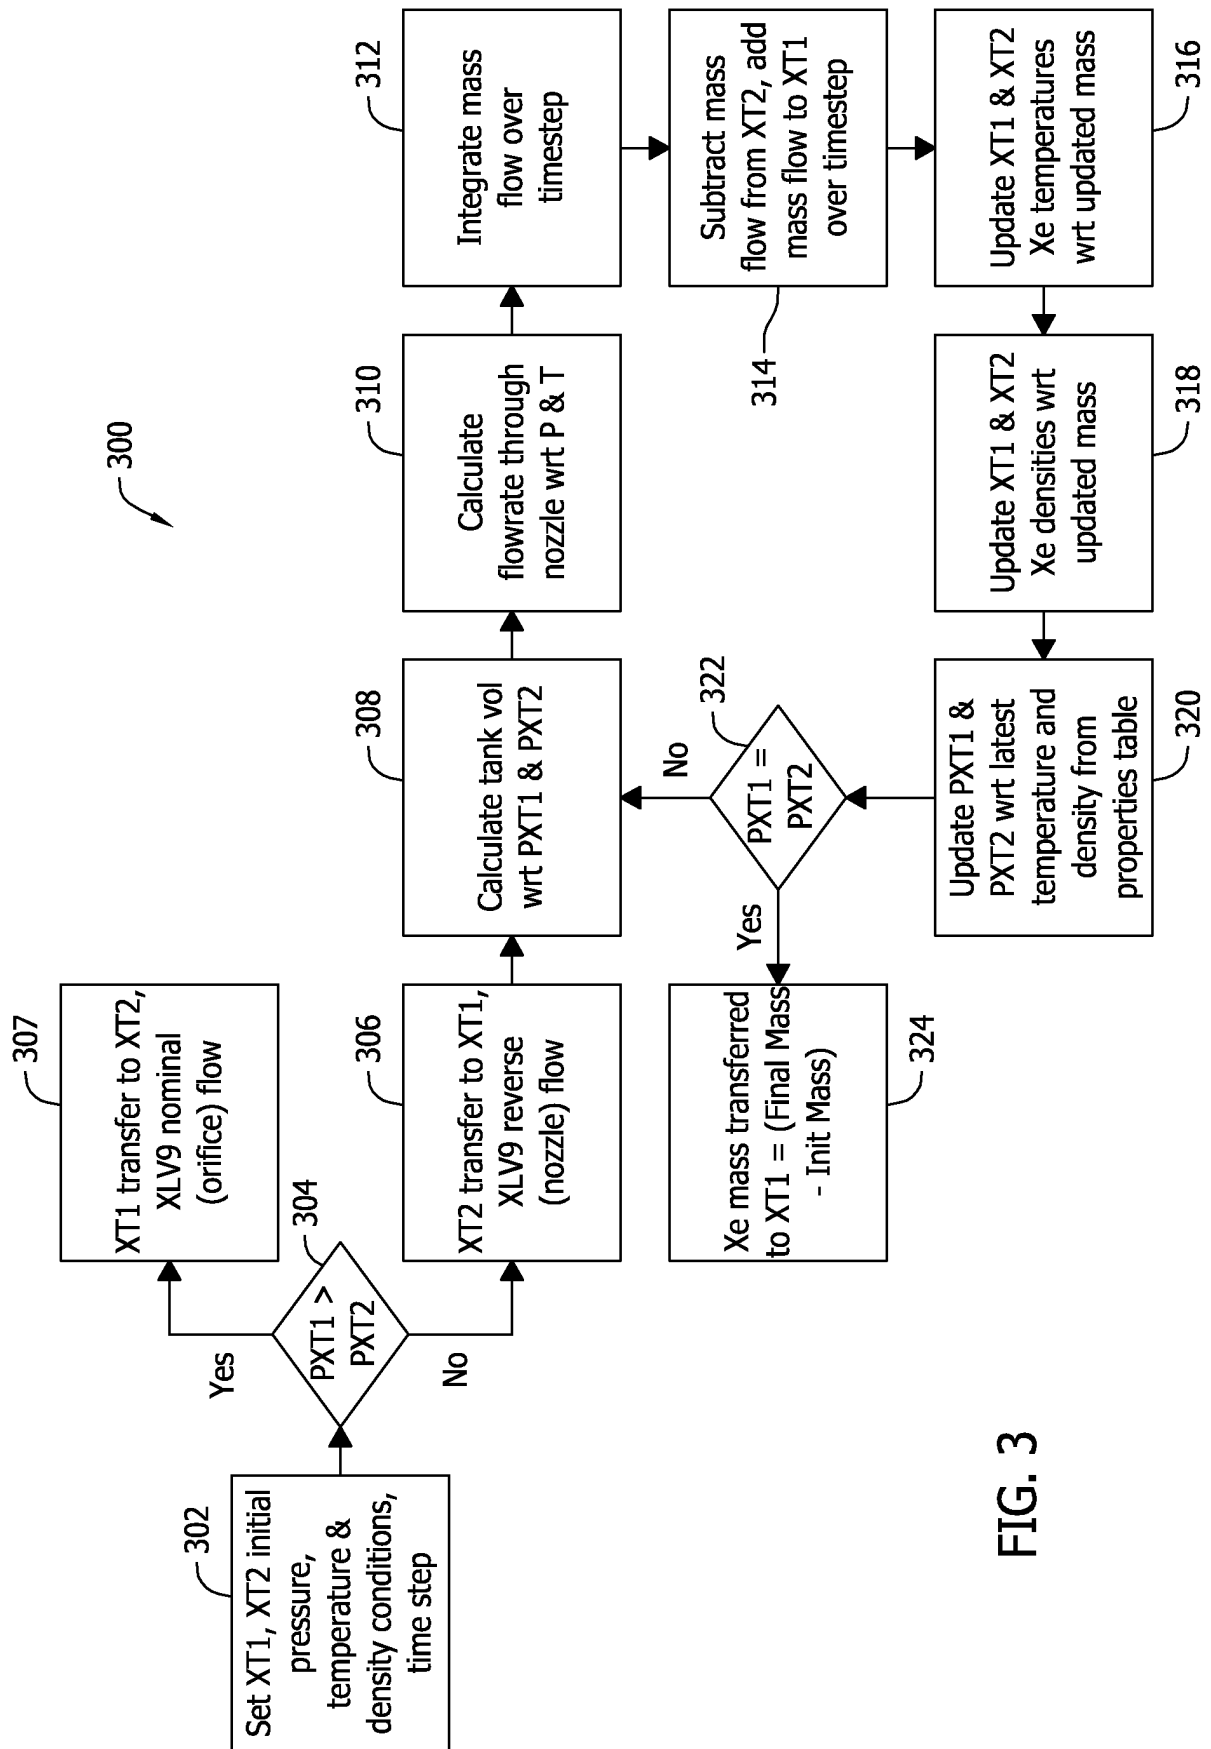 300
302
Set XT1, XT2 initial
pressure,
temperature &
density conditions,
time step
304
PXT1 >
PXT2
Yes
No
307
XT1 transfer to XT2,
XLV9 nominal
(orifice) flow
306
XT2 transfer to XT1,
XLV9 reverse
(nozzle) flow
308
Calculate tank vol
wrt PXT1 & PXT2
310
Calculate
flowrate through
nozzle wrt P & T
312
Integrate mass
flow over
timestep
314
Subtract mass
flow from XT2, add
mass flow to XT1
over timestep
316
Update XT1 & XT2
Xe temperatures
wrt updated mass
318
Update XT1 & XT2
Xe densities wrt
updated mass
320
Update PXT1 &
PXT2 wrt latest
temperature and
density from
properties table
322
PXT1 =
PXT2
No
Yes
324
Xe mass transferred
to XT1 = (Final Mass
- Init Mass)
FIG. 3